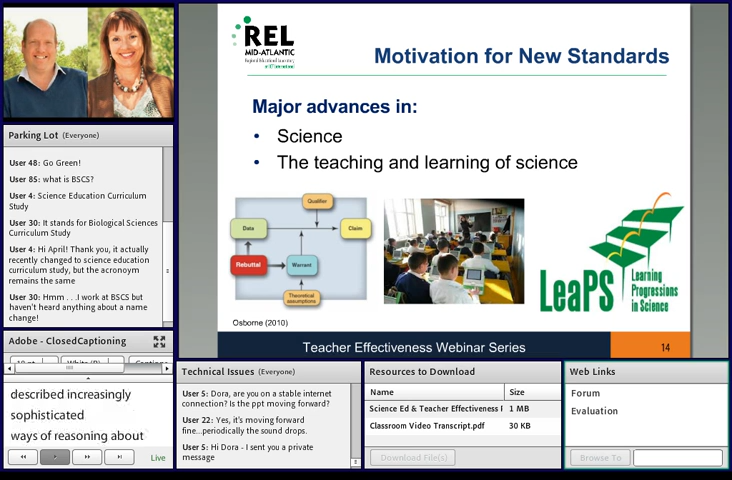 REL
MID-ATLANTIC
Motivation for New Standards
Major advances in:
• Science
• The teaching and learning of science
Qualifier
Data
Claim
Rebuttal
Warrant
Theoretical
assumptions
LeaPS
Learning
Progressions
in Science
Osborne (2010)
Teacher Effectiveness Webinar Series
14
Parking Lot (Everyone)
User 48: Go Green!
User 85: what is BSCS?
User 4: Science Education Curriculum
Study
User 30: It stands for Biological Sciences
Curriculum Study
User 4: Hi April! Thank you, it actually
recently changed to science education
curriculum study, but the acronoym
remains the same
User 30: Hmm . . .I work at BSCS but
haven't heard anything about a name
change!
Adobe - ClosedCaptioning
described increasingly
sophisticated
ways of reasoning about
Live
Technical Issues (Everyone)
User 5: Dora, are you on a stable internet
connection? Is the ppt moving forward?
User 22: Yes, it's moving forward
fine...periodically the sound drops.
User 5: Hi Dora - I sent you a private
message
Resources to Download
Name Size
Science Ed & Teacher Effectiveness 1 MB
Classroom Video Transcript.pdf 30 KB
Download File(s)
Web Links
Forum
Evaluation
Browse To